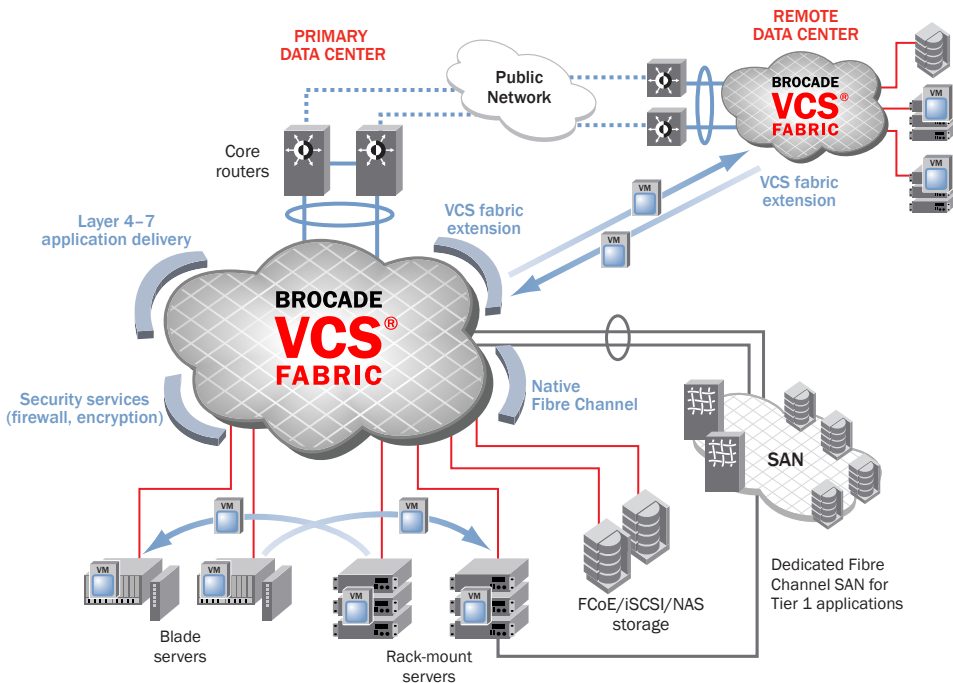 PRIMARY
DATA CENTER
REMOTE
DATA CENTER
Public
Network
VM
VM
BROCADE
VCS®
FABRIC
Core
routers
VCS fabric
extension
VCS fabric
extension
VM
VM
Layer 4–7
application delivery
BROCADE
VCS®
FABRIC
Security services
(firewall, encryption)
Native
Fibre Channel
SAN
VM
VM
VM
VM
VM
VM
Blade
servers
Rack-mount
servers
FCoE/iSCSI/NAS
storage
Dedicated Fibre
Channel SAN for
Tier 1 applications